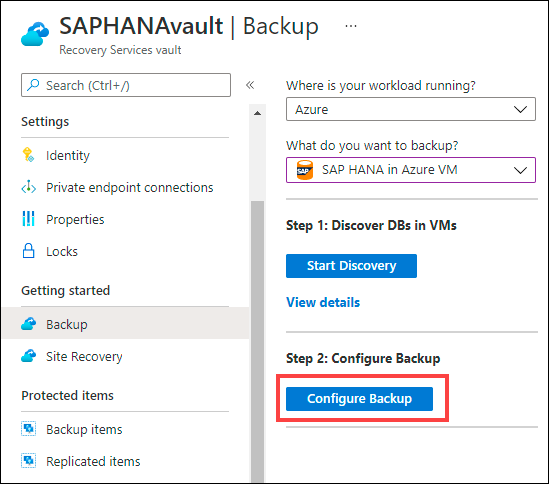 SAPHANAvault | Backup ...
Recovery Services vault
Search (Ctrl+/)
«
Settings
Identity
Private endpoint connections
Properties
Locks
Getting started
Backup
Site Recovery
Protected items
Backup items
Replicated items
Where is your workload running?
Azure
What do you want to backup?
SAP SAP HANA in Azure VM
Step 1: Discover DBs in VMs
Start Discovery
View details
Step 2: Configure Backup
Configure Backup